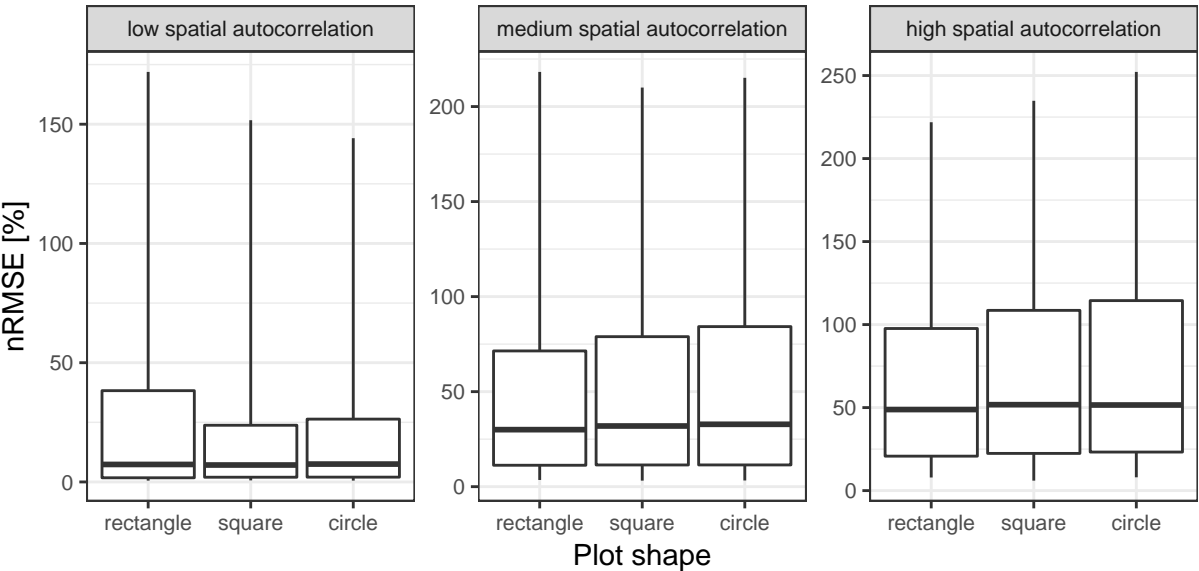 low spatial autocorrelation
medium spatial autocorrelation
high spatial autocorrelation
nRMSE [%]
150
100
50
0
200
150
100
50
0
250
200
150
100
50
0
rectangle square circle
rectangle square circle
rectangle square circle
Plot shape